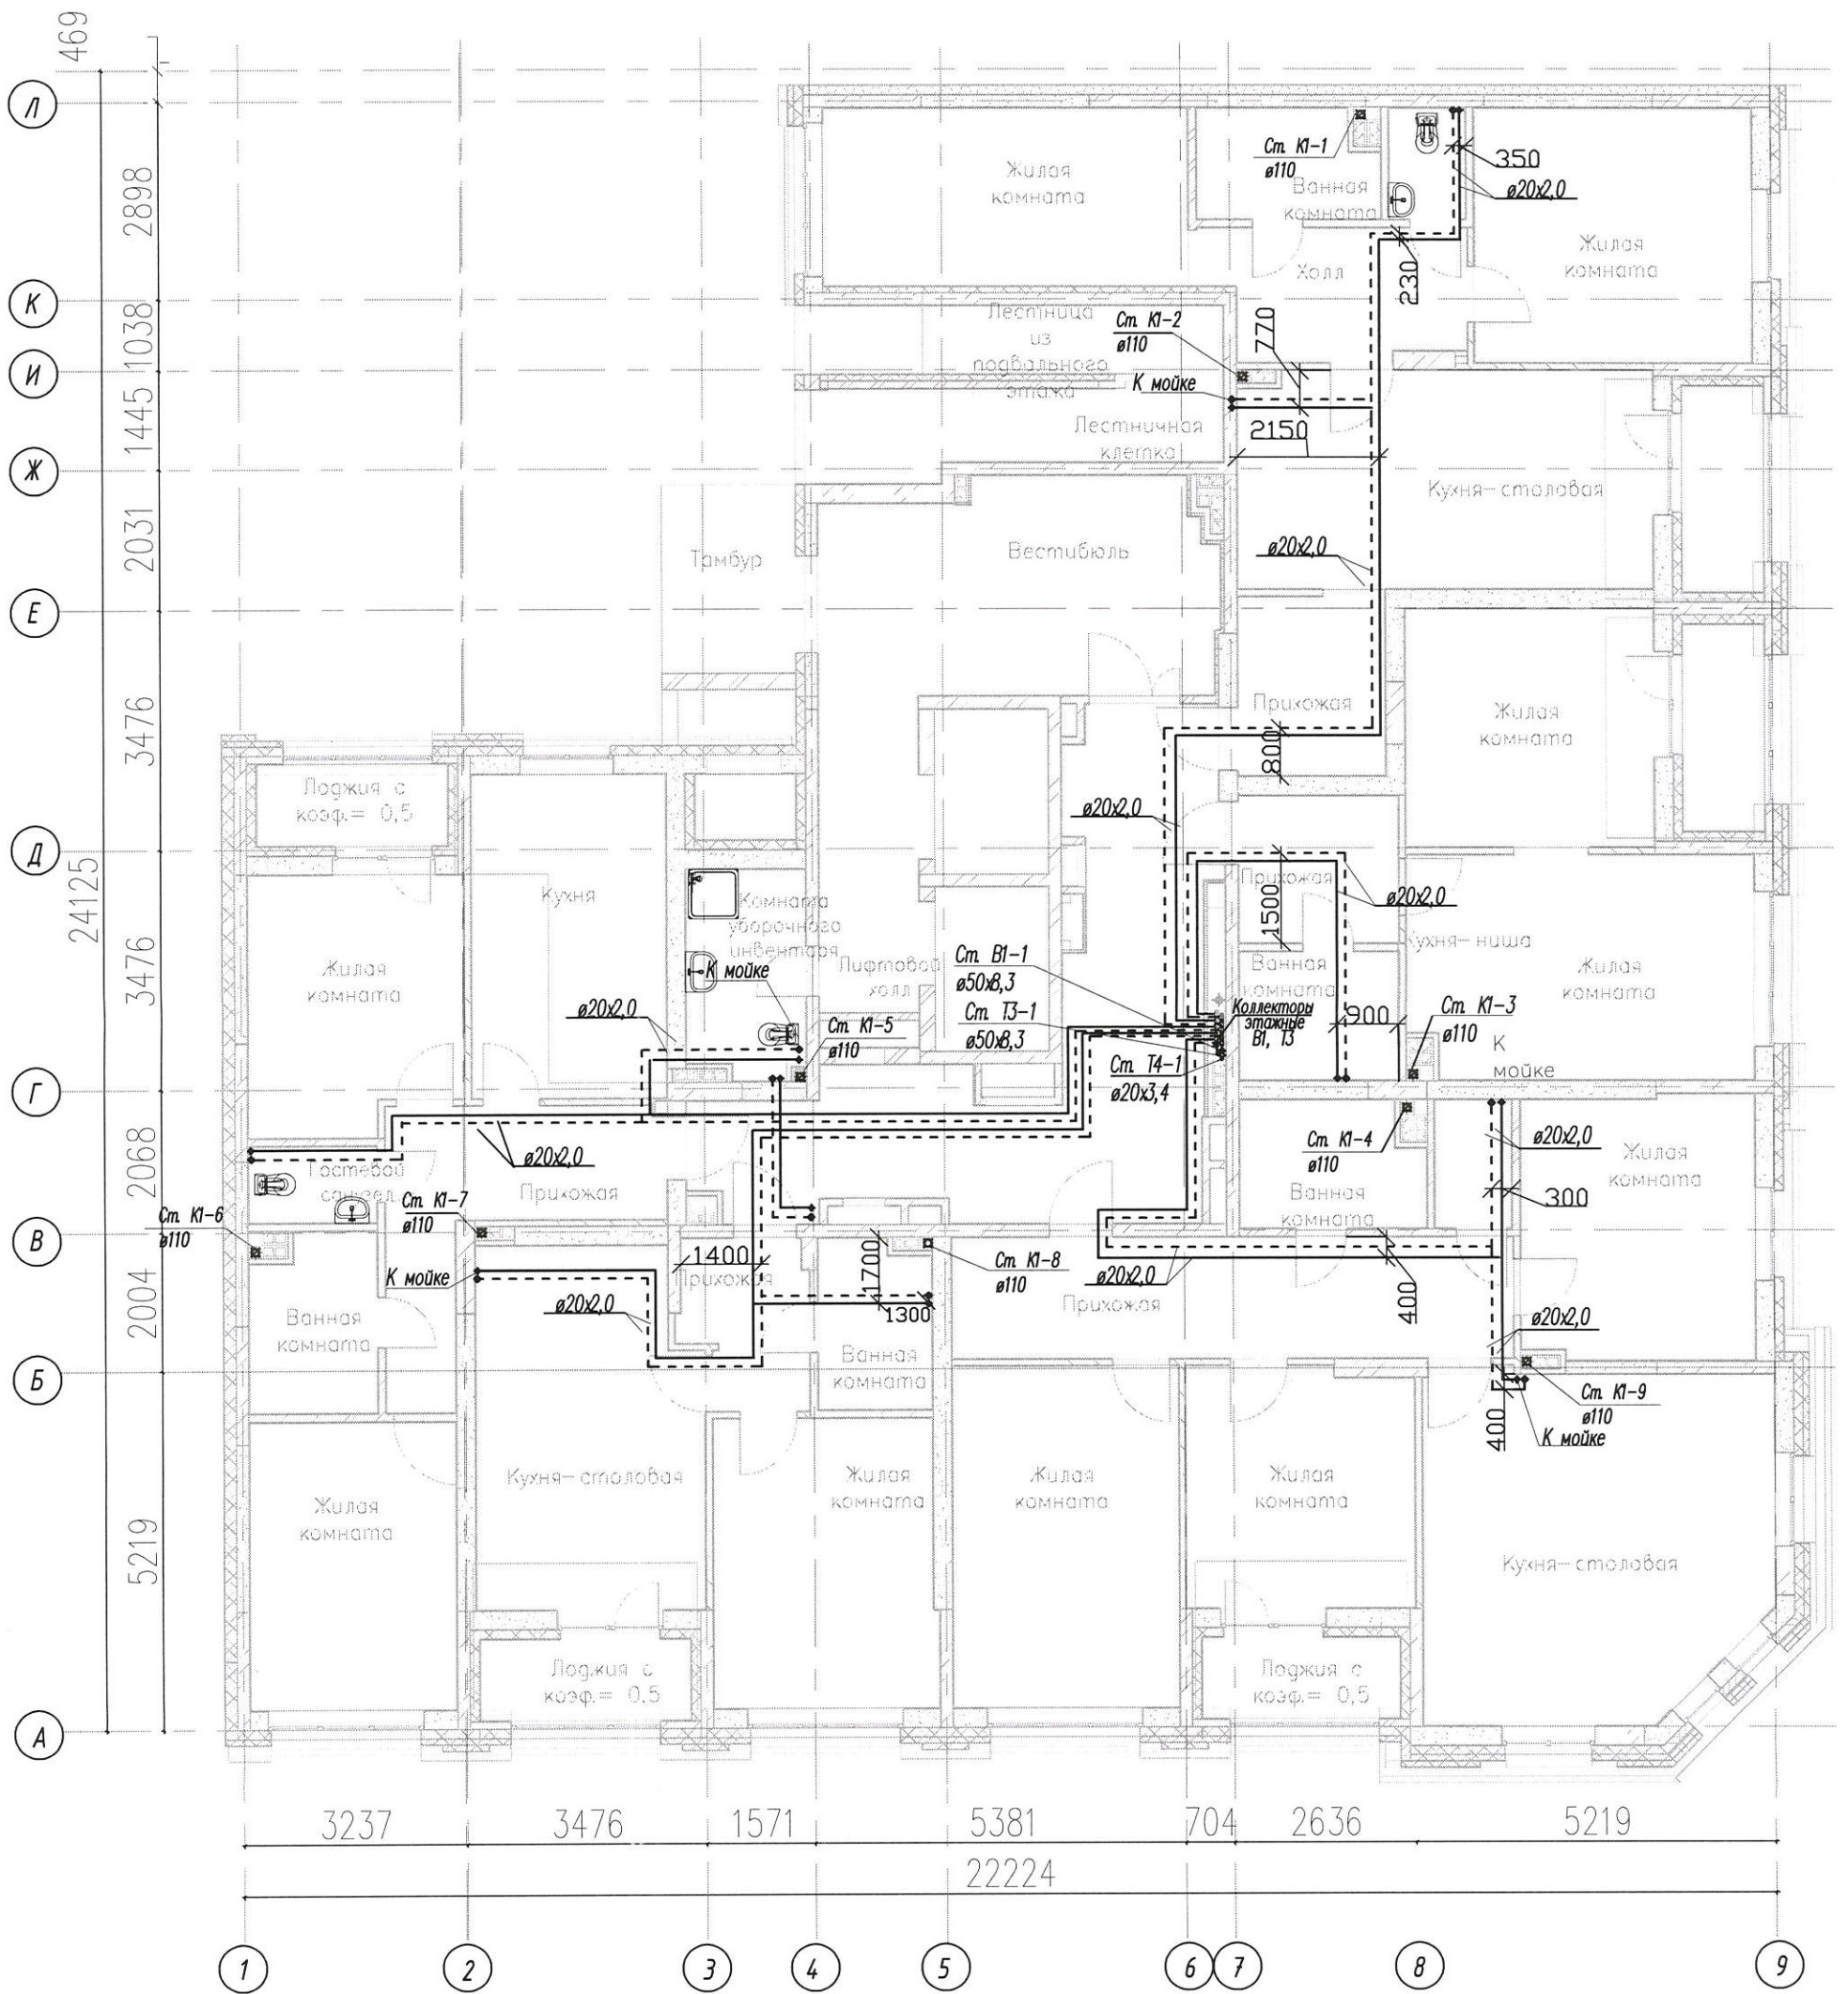 469
Л
2898
К
1038
И
1445
Ж
2031
Е
3476
Д
24125
3476
Г
2068
В
2004
Б
5219
А
Жилая
комната
Ст. К1-1
ø110
Ванная
комната
350
ø20х2,0
Жилая
комната
Холл
230
Лестница
из
подвального
этажа
Ст. К1-2
ø110
К мойке
770
Лестничная
клетка
2150
Кухня-столовая
Тамбур
Вестибюль
ø20х2,0
Прихожая
800
Жилая
комната
Лоджия с
коэф.= 0,5
ø20х2,0
Кухня
Комната
уборочного
инвентаря
К мойке
Прихожая
1500
ø20х2,0
Кухня-ниша
Жилая
комната
Лифтовой
холл
Ст. В1-1
ø50х8,3
Ст. Т3-1
ø50х8,3
Ванная
комната
Коллекторы
этажные
В1, Т3
900
Ст. К1-3
ø110
К
мойке
Жилая
комната
ø20х2,0
Ст. К1-5
ø110
Ст. Т4-1
ø20х3,4
Ст. К1-4
ø110
ø20х2,0
Жилая
комната
Ванная
комната
300
ø20х2,0
Гостевой
санузел
Прихожая
Ст. К1-6
ø110
Ст. К1-7
ø110
К мойке
1400
Прихожая
1700
1300
Ст. К1-8
ø110
ø20х2,0
Прихожая
400
ø20х2,0
Ванная
комната
ø20х2,0
Ванная
комната
Ст. К1-9
ø110
400
К мойке
Жилая
комната
Кухня-столовая
Жилая
комната
Жилая
комната
Жилая
комната
Кухня-столовая
Лоджия с
коэф.= 0,5
Лоджия с
коэф.= 0,5
3237
3476
1571
5381
704
2636
5219
22224
1
2
3
4
5
6
7
8
9